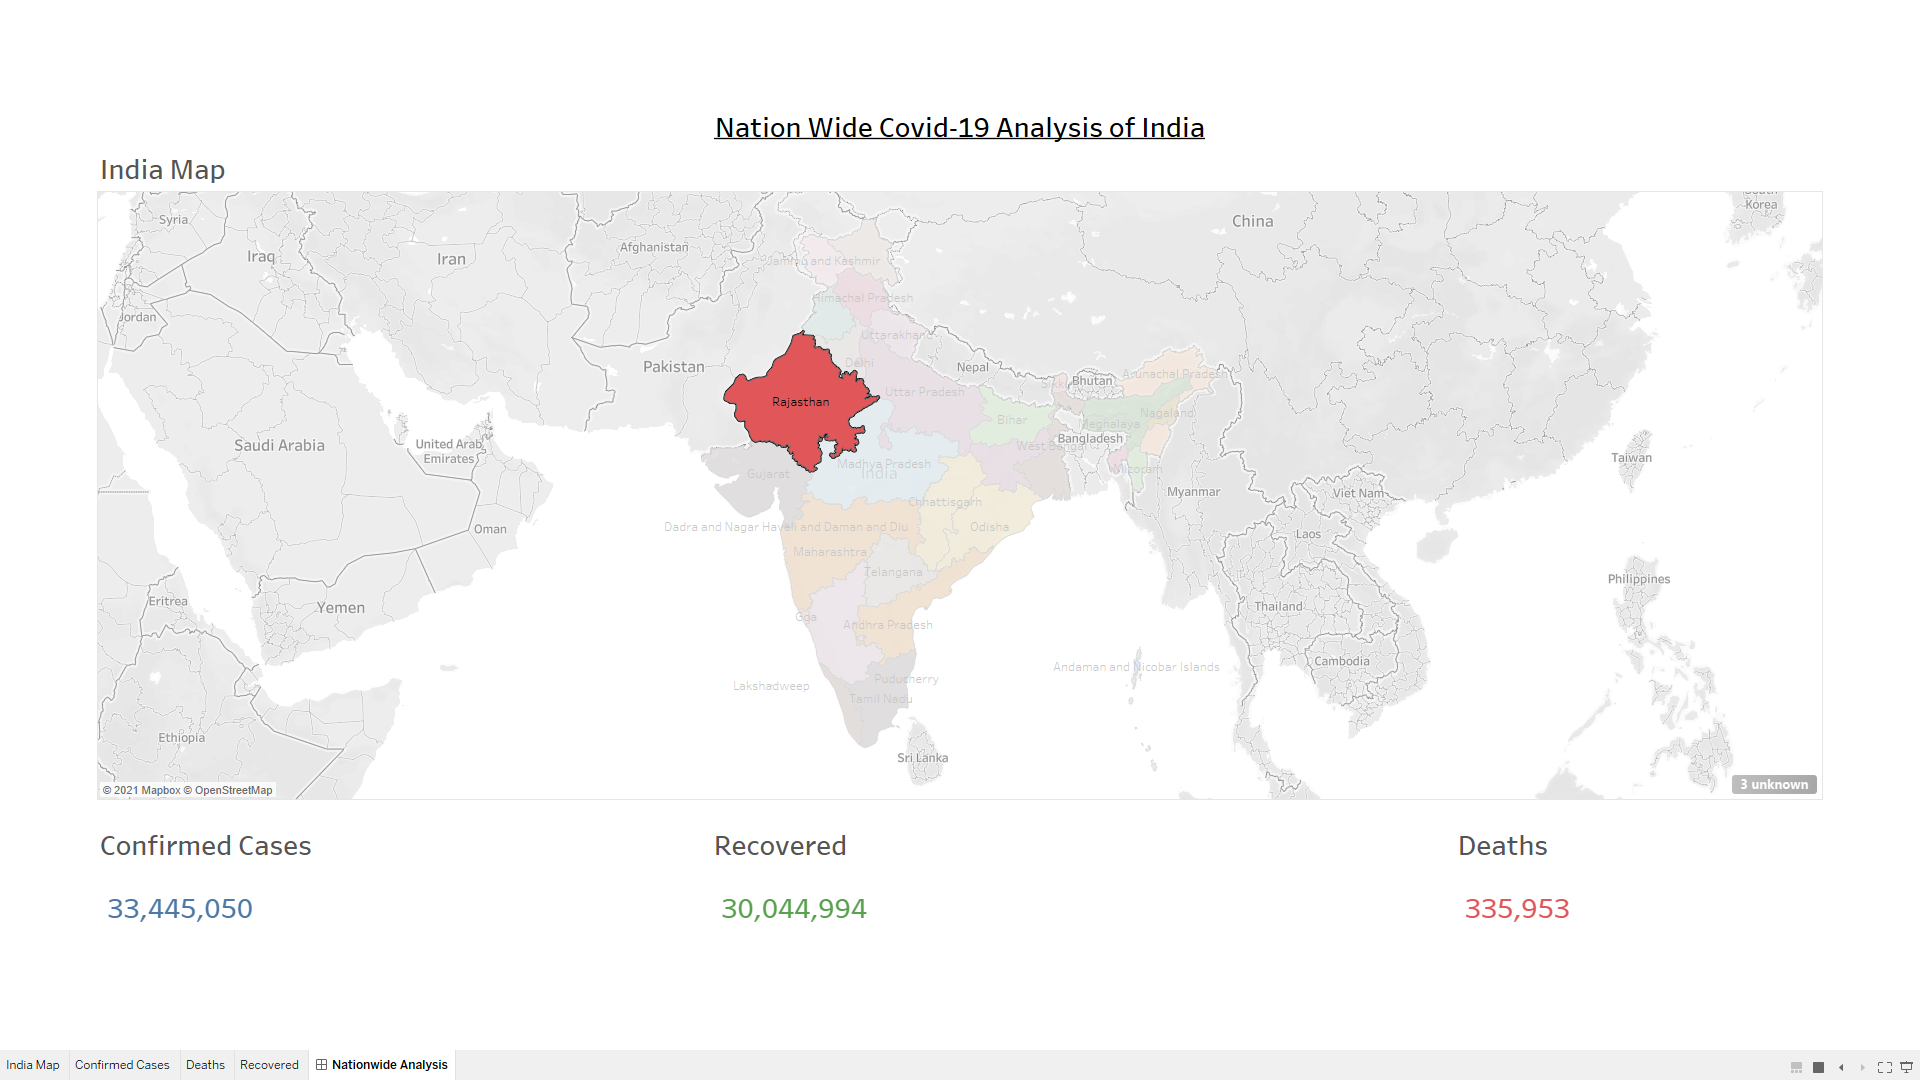 Nation Wide Covid-19 Analysis of India
India Map
South
Korea
Syria
China
Afghanistan
Iraq
Iran
Jammu and Kashmir
Himachal Pradesh
Jordan
Uttarakhand
Delhi
Pakistan
Nepal
Arunachal Pradesh
Bhutan
Uttar Pradesh
Rajasthan
Nagaland
Bihar
Meghalaya
Bangladesh
West Bengal
Saudi Arabia
United Arab
Emirates
Taiwan
Madhya Pradesh
India
Gujarat
Mizoram
Myanmar
Viet Nam
Chhattisgarh
Dadra and Nagar Haveli and Daman and Diu
Odisha
Oman
Laos
Maharashtra
Telangana
Philippines
Eritrea
Yemen
Thailand
Goa
Andhra Pradesh
Cambodia
Andaman and Nicobar Islands
Puducherry
Lakshadweep
Tamil Nadu
Ethiopia
Sri Lanka
© 2021 Mapbox © OpenStreetMap
3 unknown
Confirmed Cases
Recovered
Deaths
33,445,050
30,044,994
335,953
India Map
Confirmed Cases
Deaths
Recovered
Nationwide Analysis